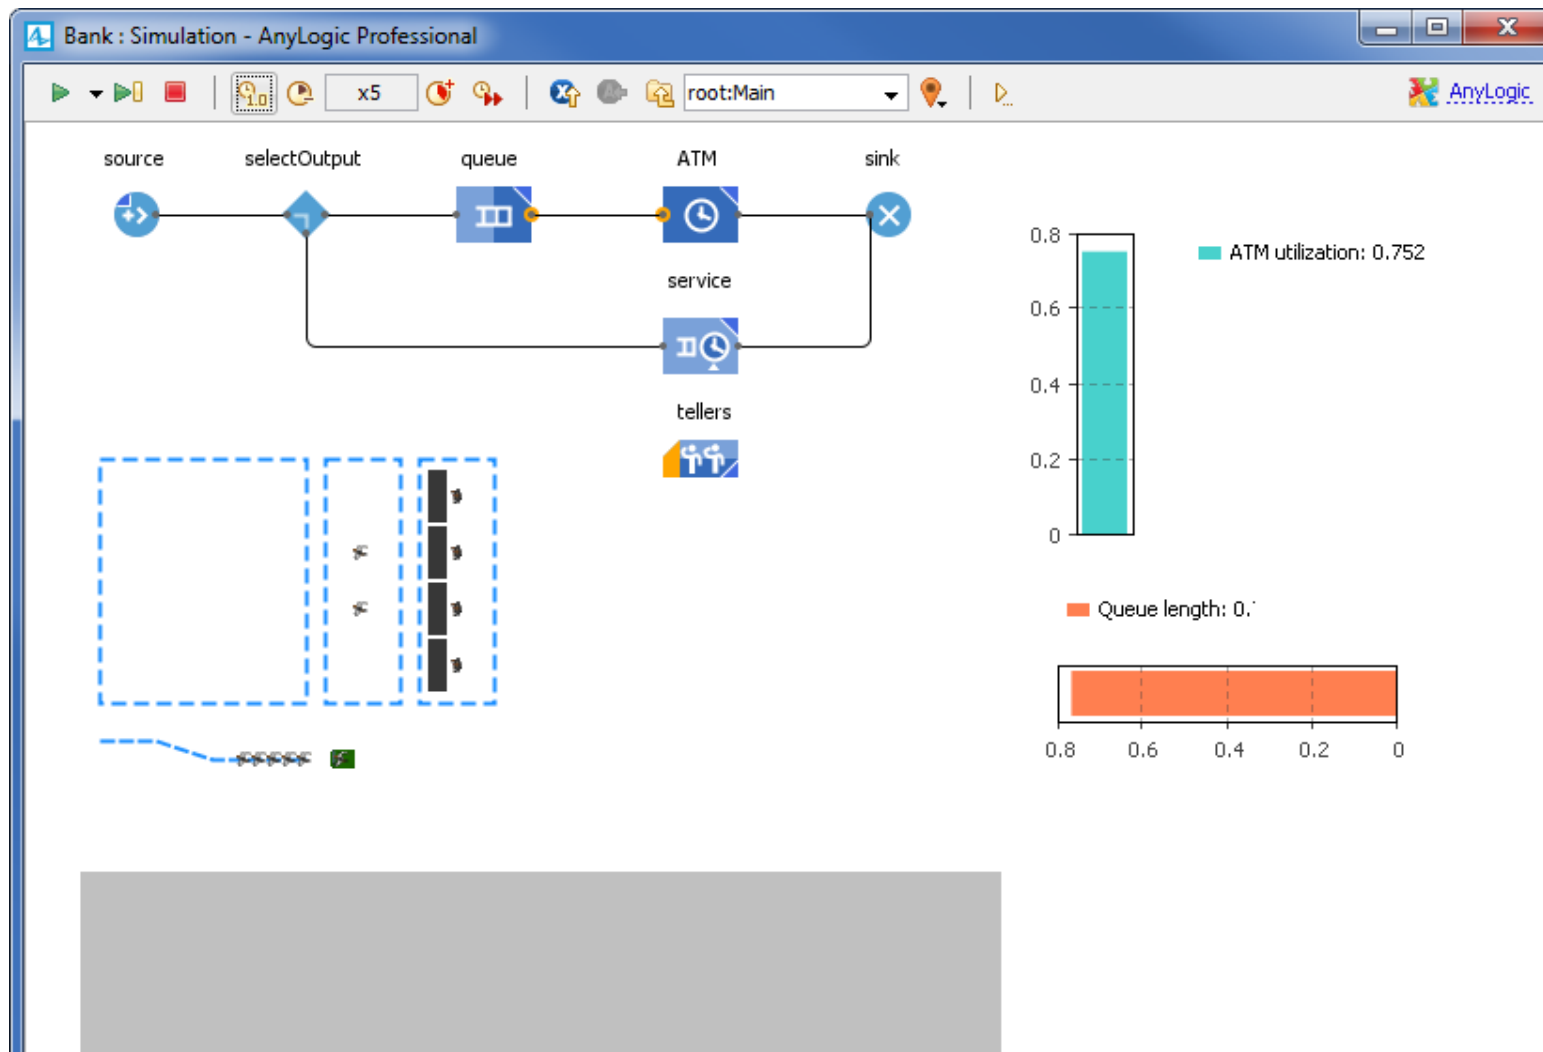 Bank : Simulation - AnyLogic Professional
x5
root:Main
AnyLogic
source
selectOutput
queue
ATM
sink
service
tellers
0.8
0.6
0.4
0.2
0
ATM utilization: 0.752
Queue length: 0.
0.8 0.6 0.4 0.2 0